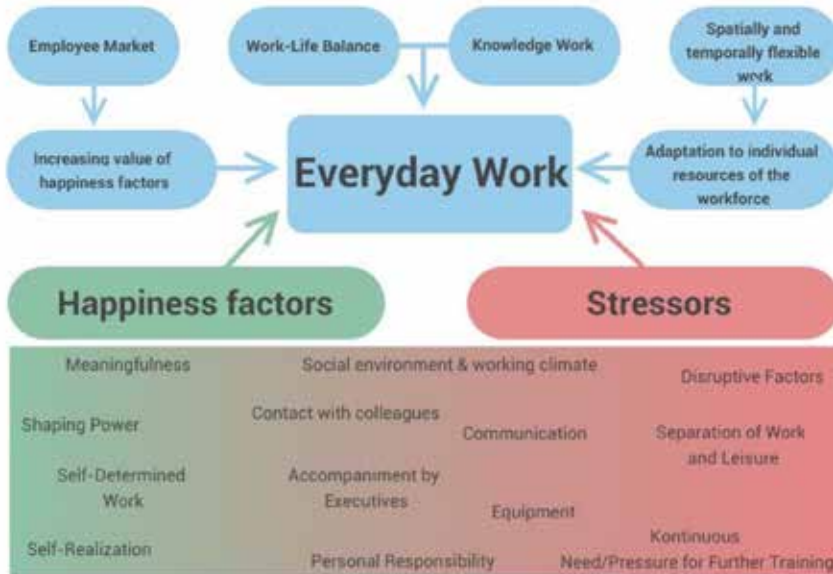 Employee Market
Work-Life Balance
Knowledge Work
Spatially and
temporally flexible
work
Increasing value of
happiness factors
Everyday Work
Adaptation to individual
resources of the
workforce
Happiness factors
Stressors
Meaningfulness
Social environment & working climate
Disruptive Factors
Shaping Power
Contact with colleagues
Communication
Separation of Work
and Leisure
Self-Determined
Work
Accompaniment by
Executives
Equipment
Self-Realization
Personal Responsibility
Kontinuous
Need/Pressure for Further Training